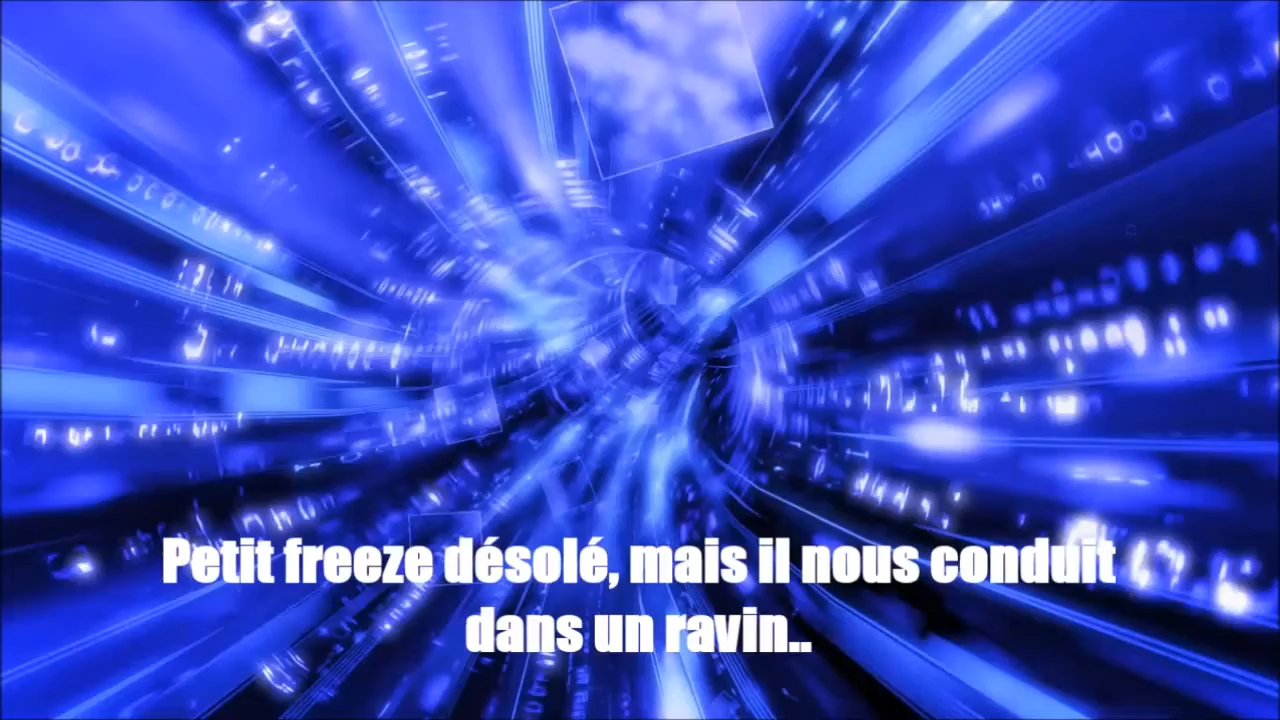 Petit freeze désolé, mais il nous conduit
dans un ravin..